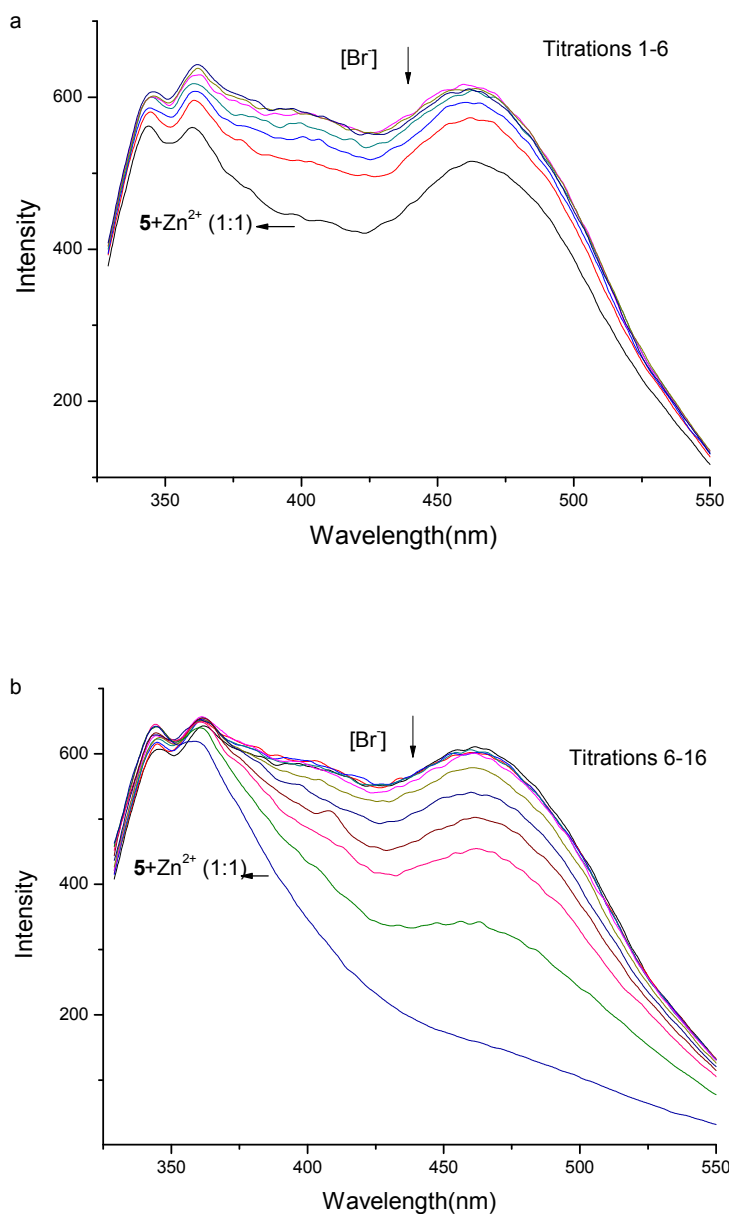 a
[Br⁻]
Titrations 1-6
600
5+Zn²⁺ (1:1)
400
200
Intensity
350
400
450
500
550
Wavelength(nm)
b
[Br⁻]
Titrations 6-16
600
5+Zn²⁺ (1:1)
400
200
Intensity
350
400
450
500
550
Wavelength(nm)